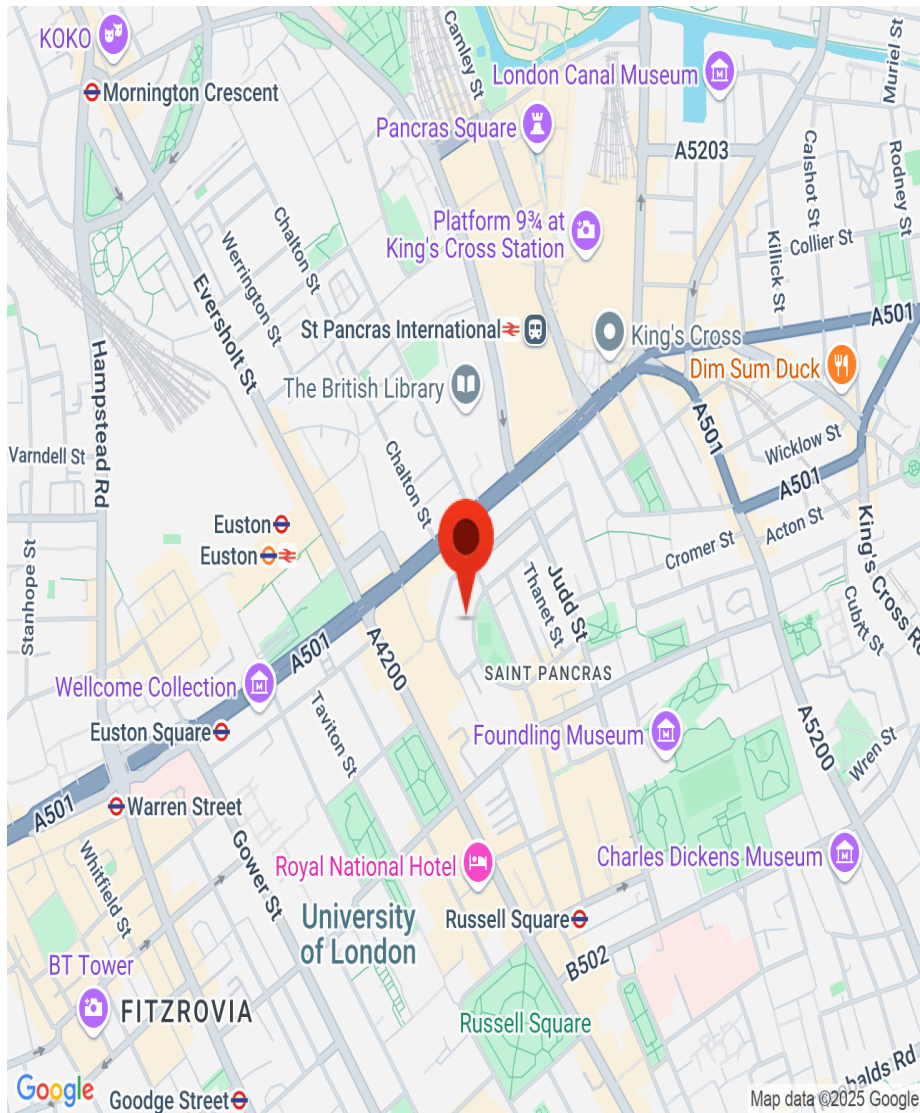 KOKO
Camley St
Muriel St
London Canal Museum
Mornington Crescent
Pancras Square
A5203
Calshot St
Rodney St
Chalton St
Platform 9¾ at
King's Cross Station
Killick St
Collier St
Werrington St
Eversholt St
A501
St Pancras International
King's Cross
Hampstead Rd
The British Library
Dim Sum Duck
A501
Wicklow St
Varndell St
Chalton St
A501
Euston
Acton St
King's Cross
Cromer St
Euston
Stanhope St
Judd St
Thanet St
Cubitt St
A501
A4200
SAINT PANCRAS
Wellcome Collection
Taviton St
A5200
Euston Square
Foundling Museum
Wren St
A501
Warren Street
Gower St
Whitfield St
Royal National Hotel
Charles Dickens Museum
University
of London
Russell Square
B502
BT Tower
FITZROVIA
Russell Square
Google
Goodge Street
Map data ©2025 Google